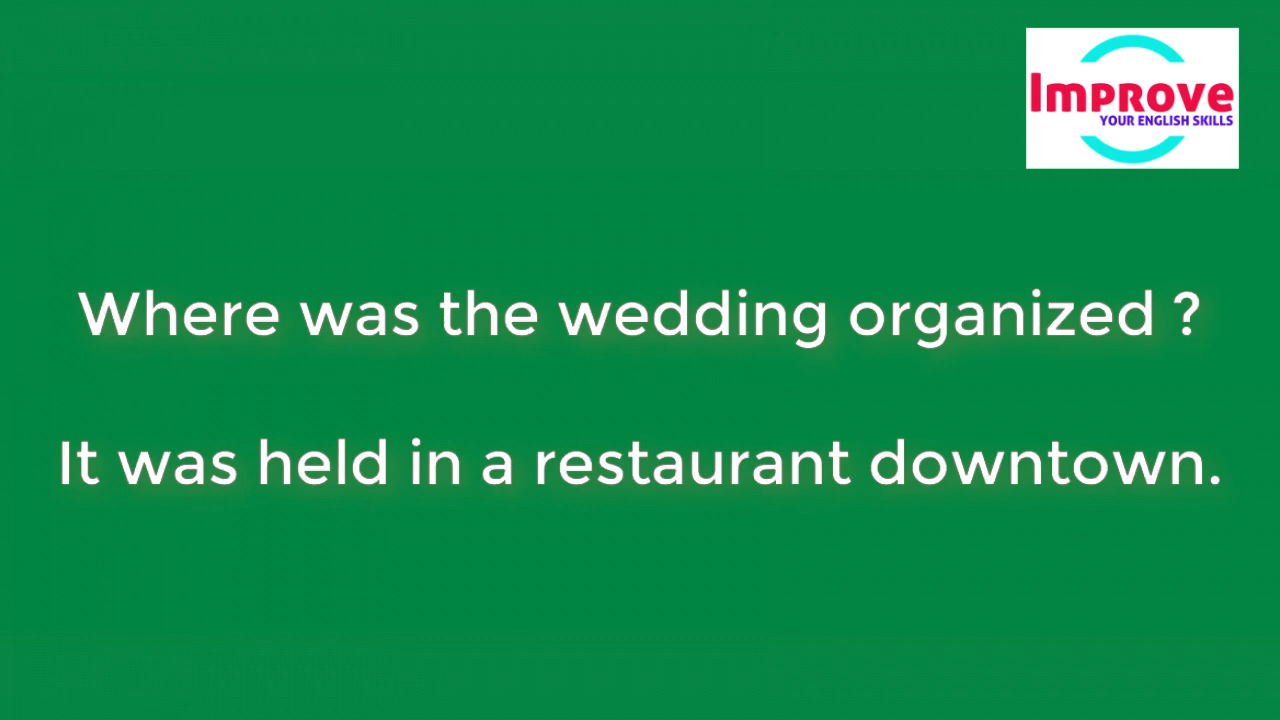 Improve
YOUR ENGLISH SKILLS
Where was the wedding organized ?
It was held in a restaurant downtown.